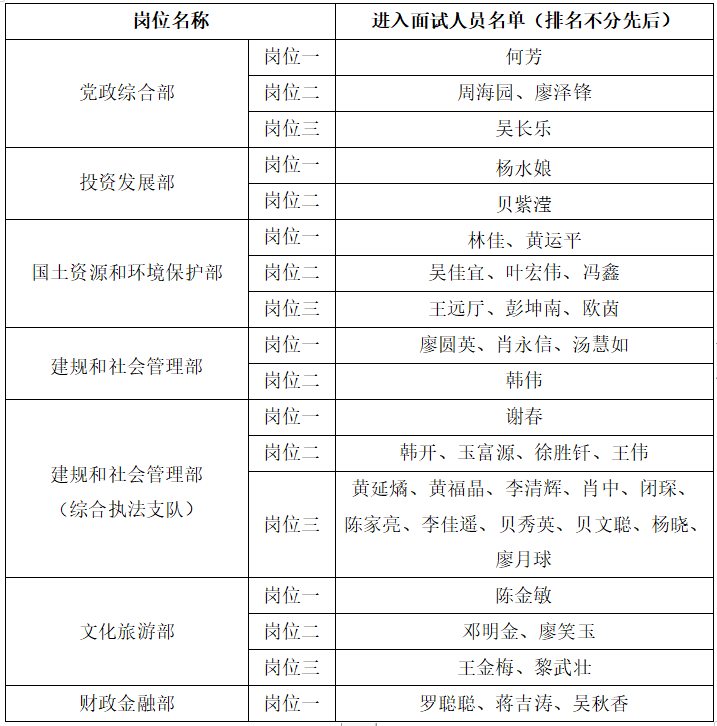 岗位名称 进入面试人员名单（排名不分先后）
党政综合部 岗位一 何芳
岗位二 周海园、廖泽锋
岗位三 吴长乐
投资发展部 岗位一 杨水娘
岗位二 贝紫滢
国土资源和环境保护部 岗位一 林佳、黄运平
岗位二 吴佳宜、叶宏伟、冯鑫
岗位三 王远厅、彭坤南、欧茵
建规和社会管理部 岗位一 廖圆英、肖永信、汤慧如
岗位二 韩伟
建规和社会管理部
（综合执法支队） 岗位一 谢春
岗位二 韩开、玉富源、徐胜钎、王伟
岗位三 黄延燏、黄福晶、李清辉、肖中、闭琛、
陈家亮、李佳遥、贝秀英、贝文聪、杨晓、
廖月球
文化旅游部 岗位一 陈金敏
岗位二 邓明金、廖笑玉
岗位三 王金梅、黎武壮
财政金融部 岗位一 罗聪聪、蒋吉涛、吴秋香